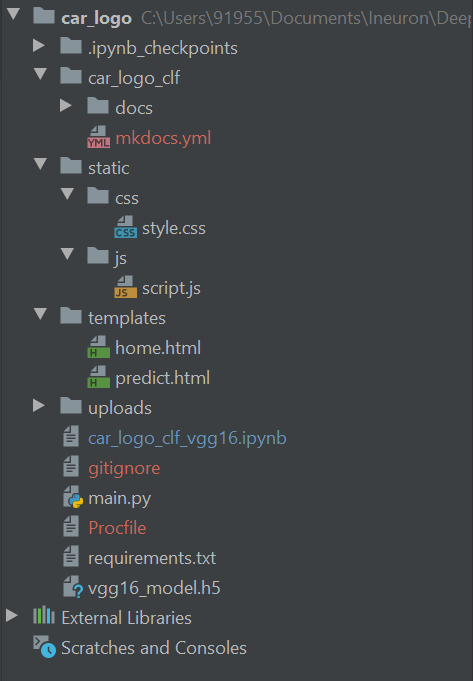 car_logo C:\Users\91955\Documents\Ineuron\Deep
.ipynb_checkpoints
car_logo_clf
docs
YML mkdocs.yml
static
css
CSS style.css
js
JS script.js
templates
H home.html
H predict.html
uploads
car_logo_clf_vgg16.ipynb
gitignore
main.py
Procfile
requirements.txt
? vgg16_model.h5
External Libraries
Scratches and Consoles